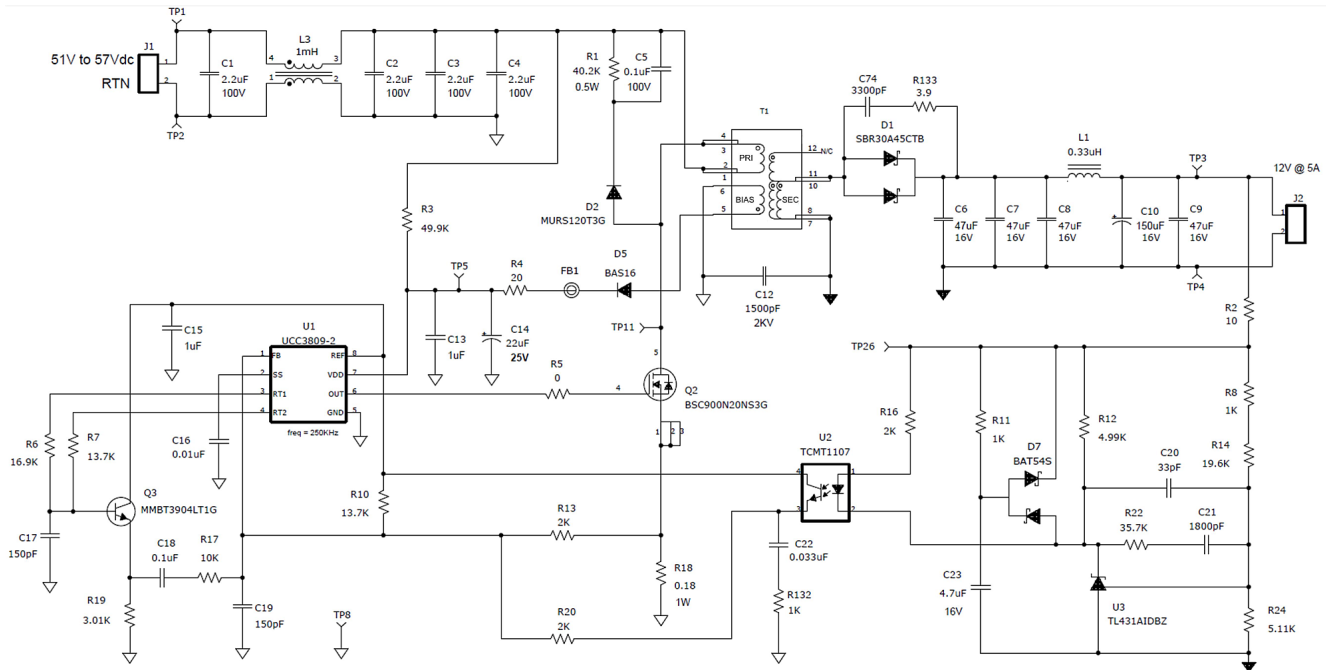 TP1
J1
51V to 57Vdc
RTN
1
2
TP2
C1
2.2uF
100V
L3
1mH
4
3
1
2
C2
2.2uF
100V
C3
2.2uF
100V
C4
2.2uF
100V
R1
40.2K
0.5W
C5
0.1uF
100V
D2
MURS120T3G
T1
4
3
2
1
6
5
PRI
BIAS
SEC
12
N/C
11
10
8
7
C74
3300pF
R133
3.9
D1
SBR30A45CTB
L1
0.33uH
TP3
12V @ 5A
J2
1
2
C6
47uF
16V
C7
47uF
16V
C8
47uF
16V
C10
150uF
16V
C9
47uF
16V
TP4
R3
49.9K
TP5
R4
20
FB1
D5
BAS16
C12
1500pF
2KV
C15
1uF
U1
UCC3809-2
1
FB
REF
8
2
SS
VDD
7
3
RT1
OUT
6
4
RT2
GND
5
freq = 250KHz
C13
1uF
C14
22uF
25V
TP11
R5
0
4
5
Q2
BSC900N20NS3G
1
2
3
R2
10
TP26
R6
16.9K
R7
13.7K
C16
0.01uF
Q3
MMBT3904LT1G
C17
150pF
C18
0.1uF
R17
10K
R19
3.01K
C19
150pF
TP8
R10
13.7K
R13
2K
R20
2K
R18
0.18
1W
U2
TCMT1107
4
1
3
2
R16
2K
C22
0.033uF
R132
1K
R11
1K
D7
BAT54S
R12
4.99K
R8
1K
R14
19.6K
C20
33pF
R22
35.7K
C21
1800pF
C23
4.7uF
16V
U3
TL431AIDBZ
R24
5.11K